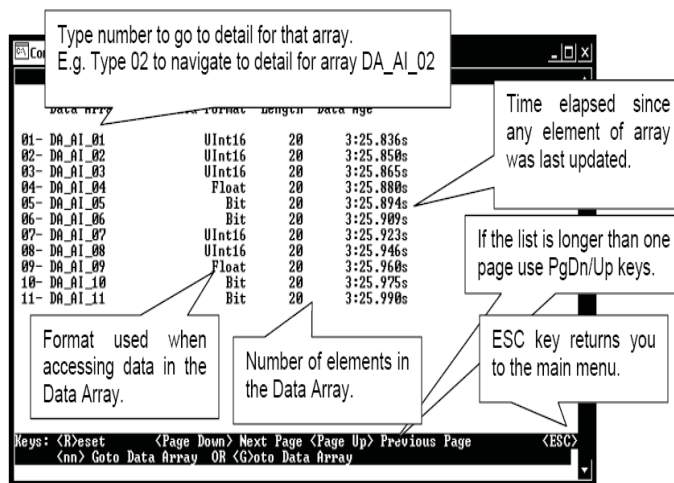 Type number to go to detail for that array.
E.g. Type 02 to navigate to detail for array DA_AI_02
Time elapsed since
any element of array
was last updated.
01- DA_AI_01 UInt16 20 3:25.836s
02- DA_AI_02 UInt16 20 3:25.850s
03- DA_AI_03 UInt16 20 3:25.865s
04- DA_AI_04 Float 20 3:25.880s
05- DA_AI_05 Bit 20 3:25.894s
06- DA_AI_06 Bit 20 3:25.909s
07- DA_AI_07 UInt16 20 3:25.923s
08- DA_AI_08 UInt16 20 3:25.946s
09- DA_AI_09 Float 20 3:25.960s
10- DA_AI_10 Bit 20 3:25.975s
11- DA_AI_11 Bit 20 3:25.990s
If the list is longer than one
page use PgDn/Up keys.
Format used when
accessing data in the
Data Array.
Number of elements in
the Data Array.
ESC key returns you
to the main menu.
Keys: <R>eset <Page Down> Next Page <Page Up> Previous Page <ESC>
<nn> Goto Data Array OR <G>oto Data Array